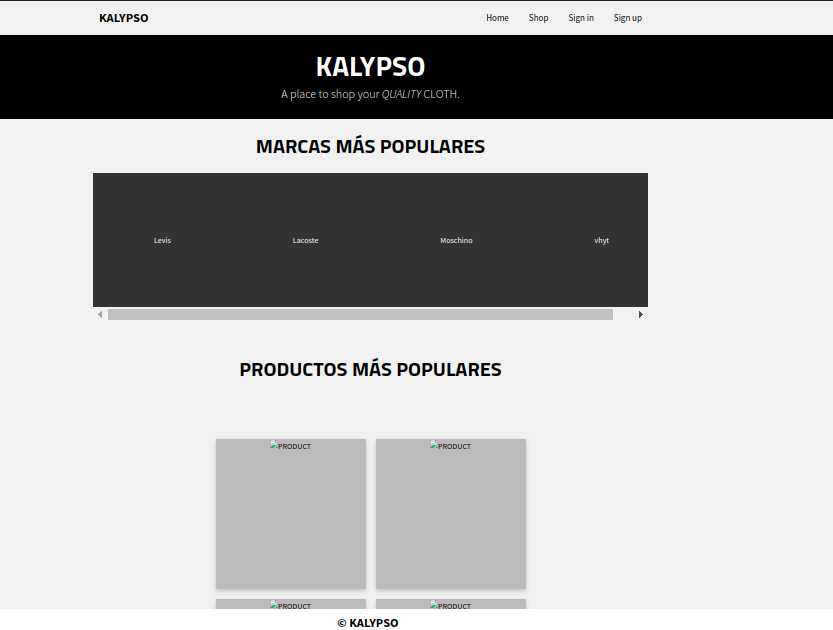 KALYPSO Home Shop Sign in Sign up
KALYPSO
A place to shop your QUALITY CLOTH.
MARCAS MÁS POPULARES
Levis Lacoste Moschino vhyt
PRODUCTOS MÁS POPULARES
PRODUCT PRODUCT
PRODUCT PRODUCT
© KALYPSO